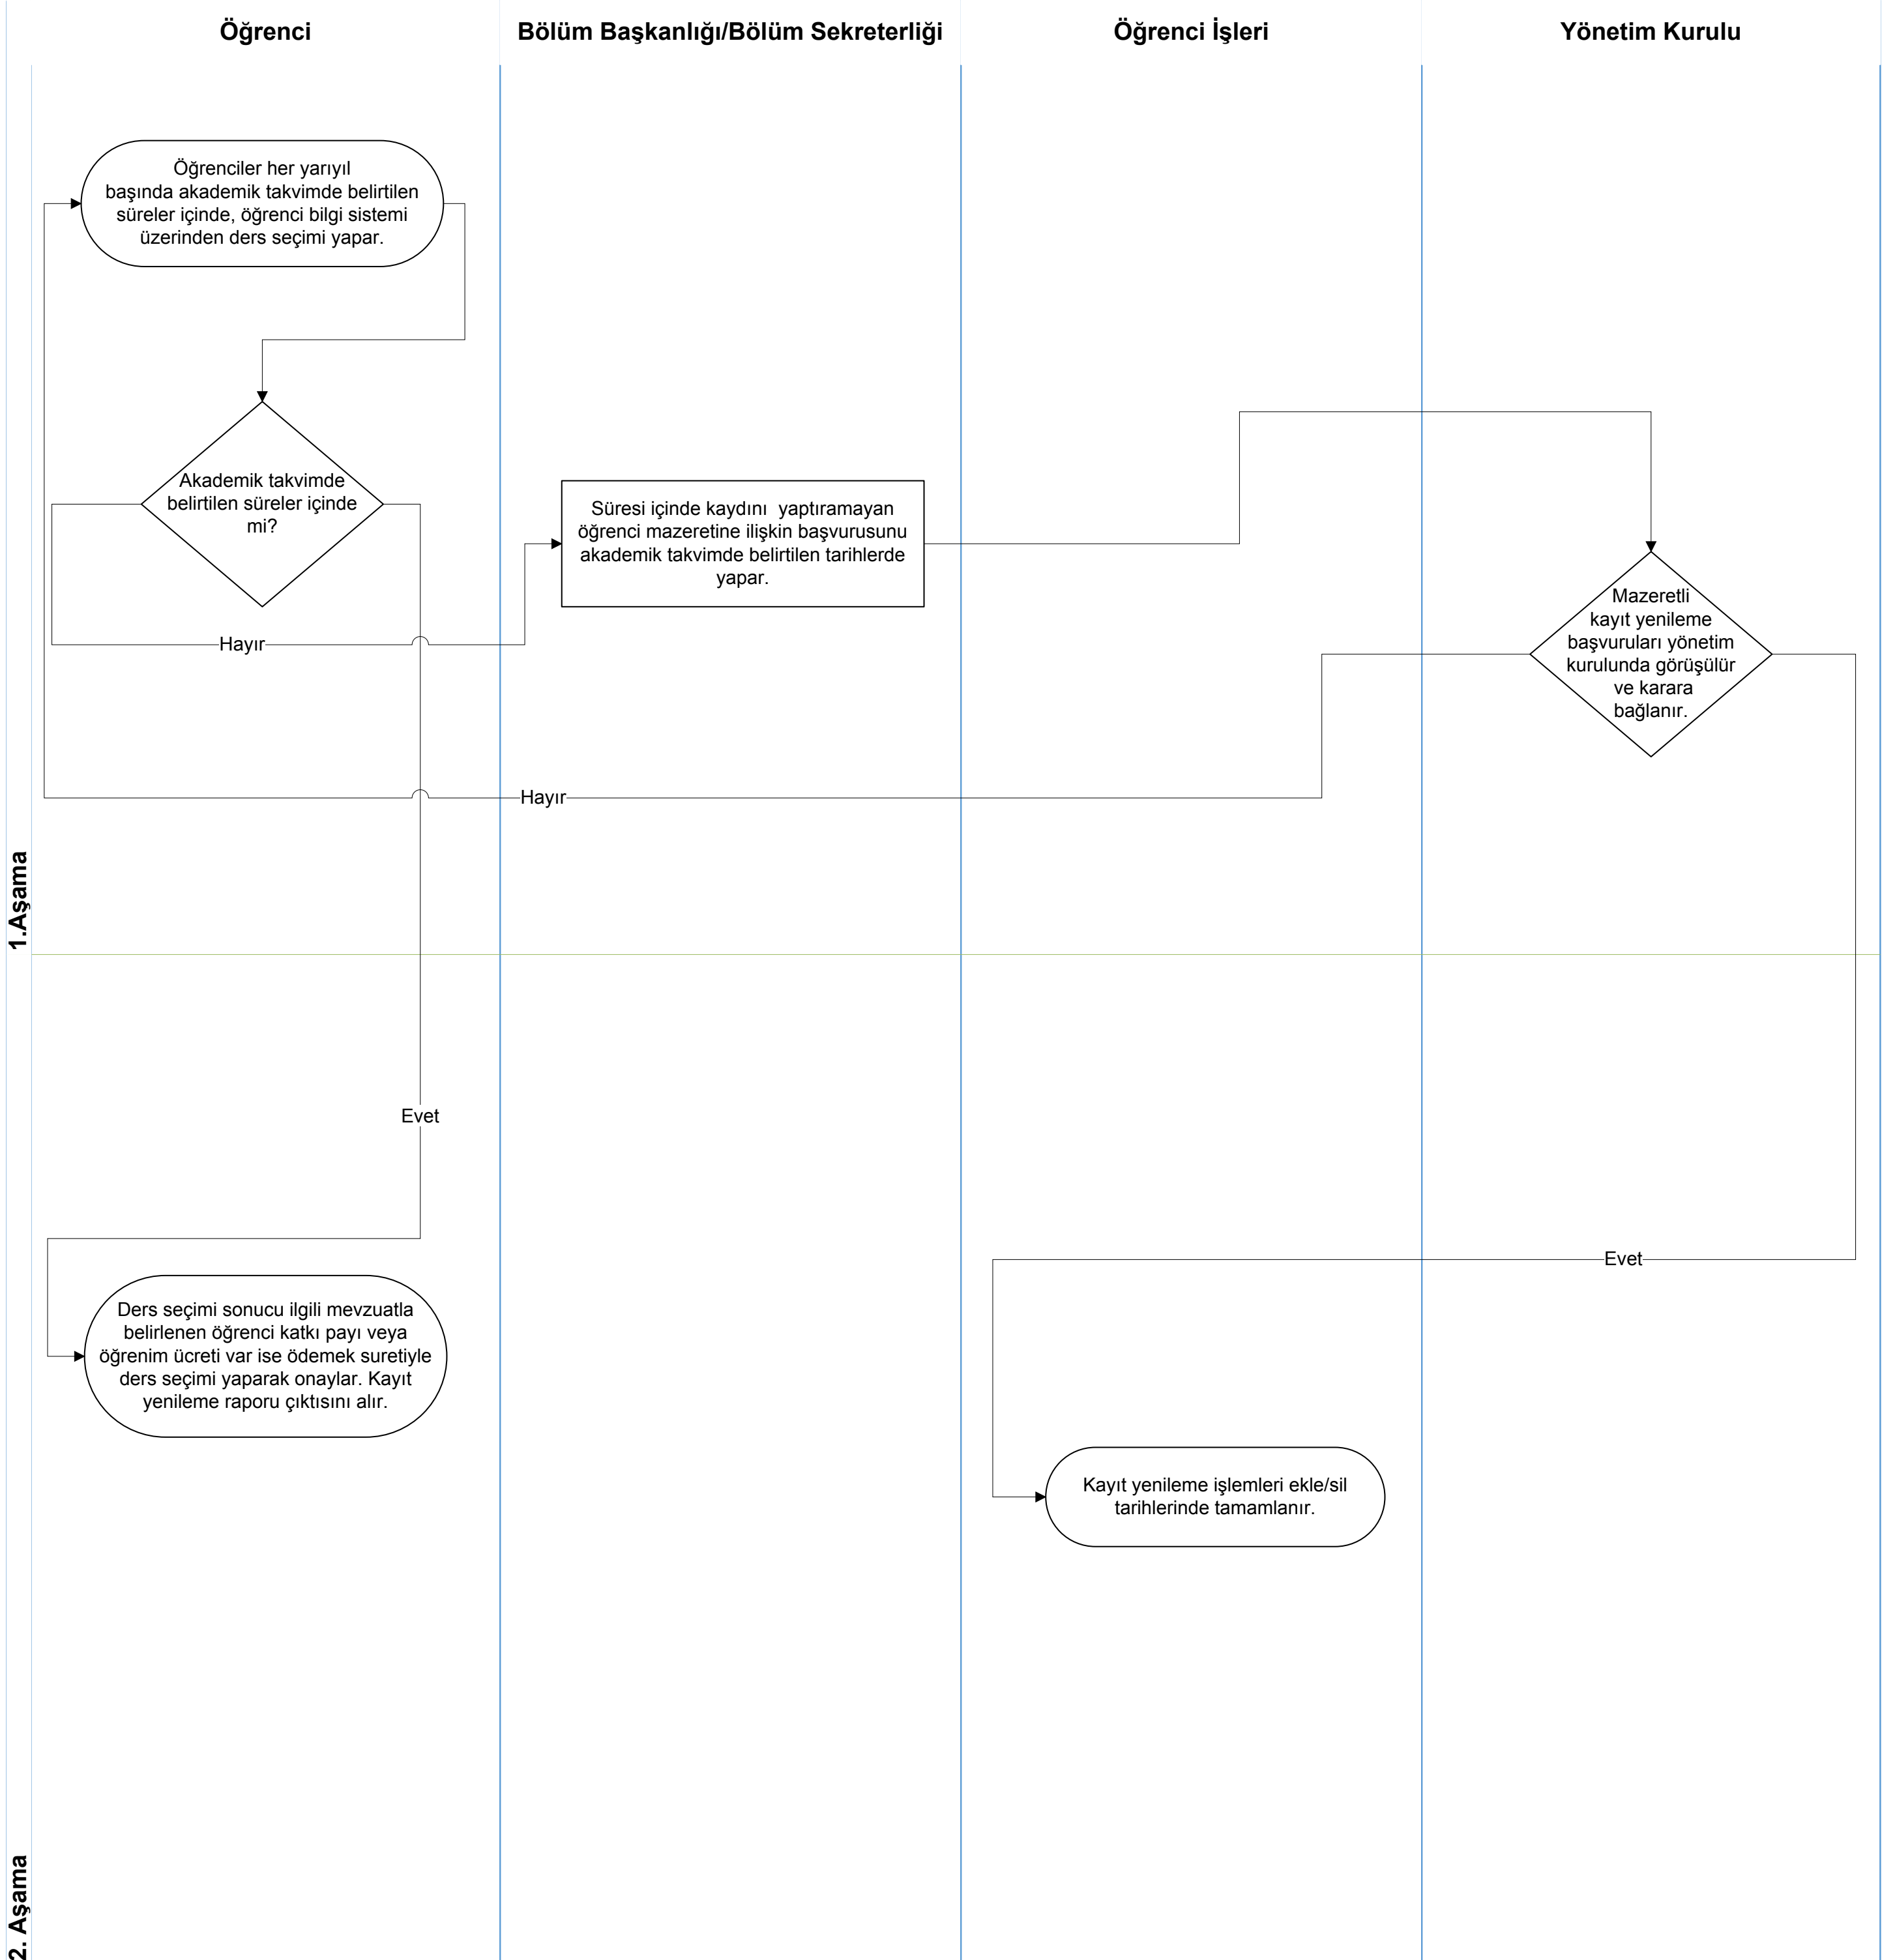 Öğrenci
Bölüm Başkanlığı/Bölüm Sekreterliği
Öğrenci İşleri
Yönetim Kurulu
1.Aşama
Öğrenciler her yarıyıl
başında akademik takvimde belirtilen
süreler içinde, öğrenci bilgi sistemi
üzerinden ders seçimi yapar.
Akademik takvimde
belirtilen süreler içinde
mi?
Süresi içinde kaydını  yaptıramayan
öğrenci mazeretine ilişkin başvurusunu
akademik takvimde belirtilen tarihlerde
yapar.
Mazeretli
kayıt yenileme
başvuruları yönetim
kurulunda görüşülür
ve karara
bağlanır.
Hayır
Hayır
2. Aşama
Evet
Evet
Ders seçimi sonucu ilgili mevzuatla
belirlenen öğrenci katkı payı veya
öğrenim ücreti var ise ödemek suretiyle
ders seçimi yaparak onaylar. Kayıt
yenileme raporu çıktısını alır.
Kayıt yenileme işlemleri ekle/sil
tarihlerinde tamamlanır.